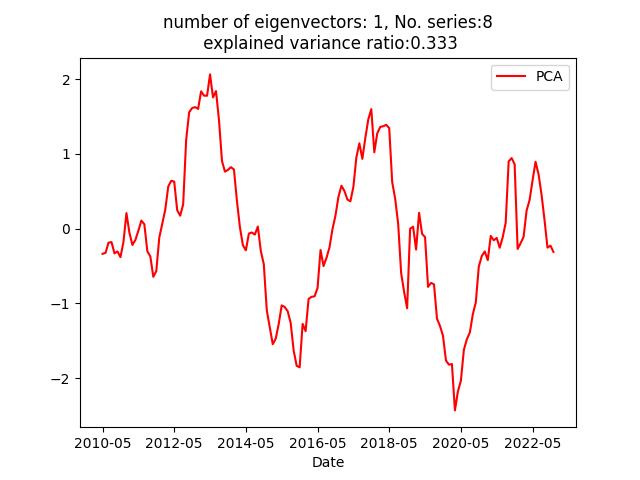 number of eigenvectors: 1, No. series:8
explained variance ratio:0.333
PCA
2
1
0
−1
−2
2010-05 2012-05 2014-05 2016-05 2018-05 2020-05 2022-05
Date